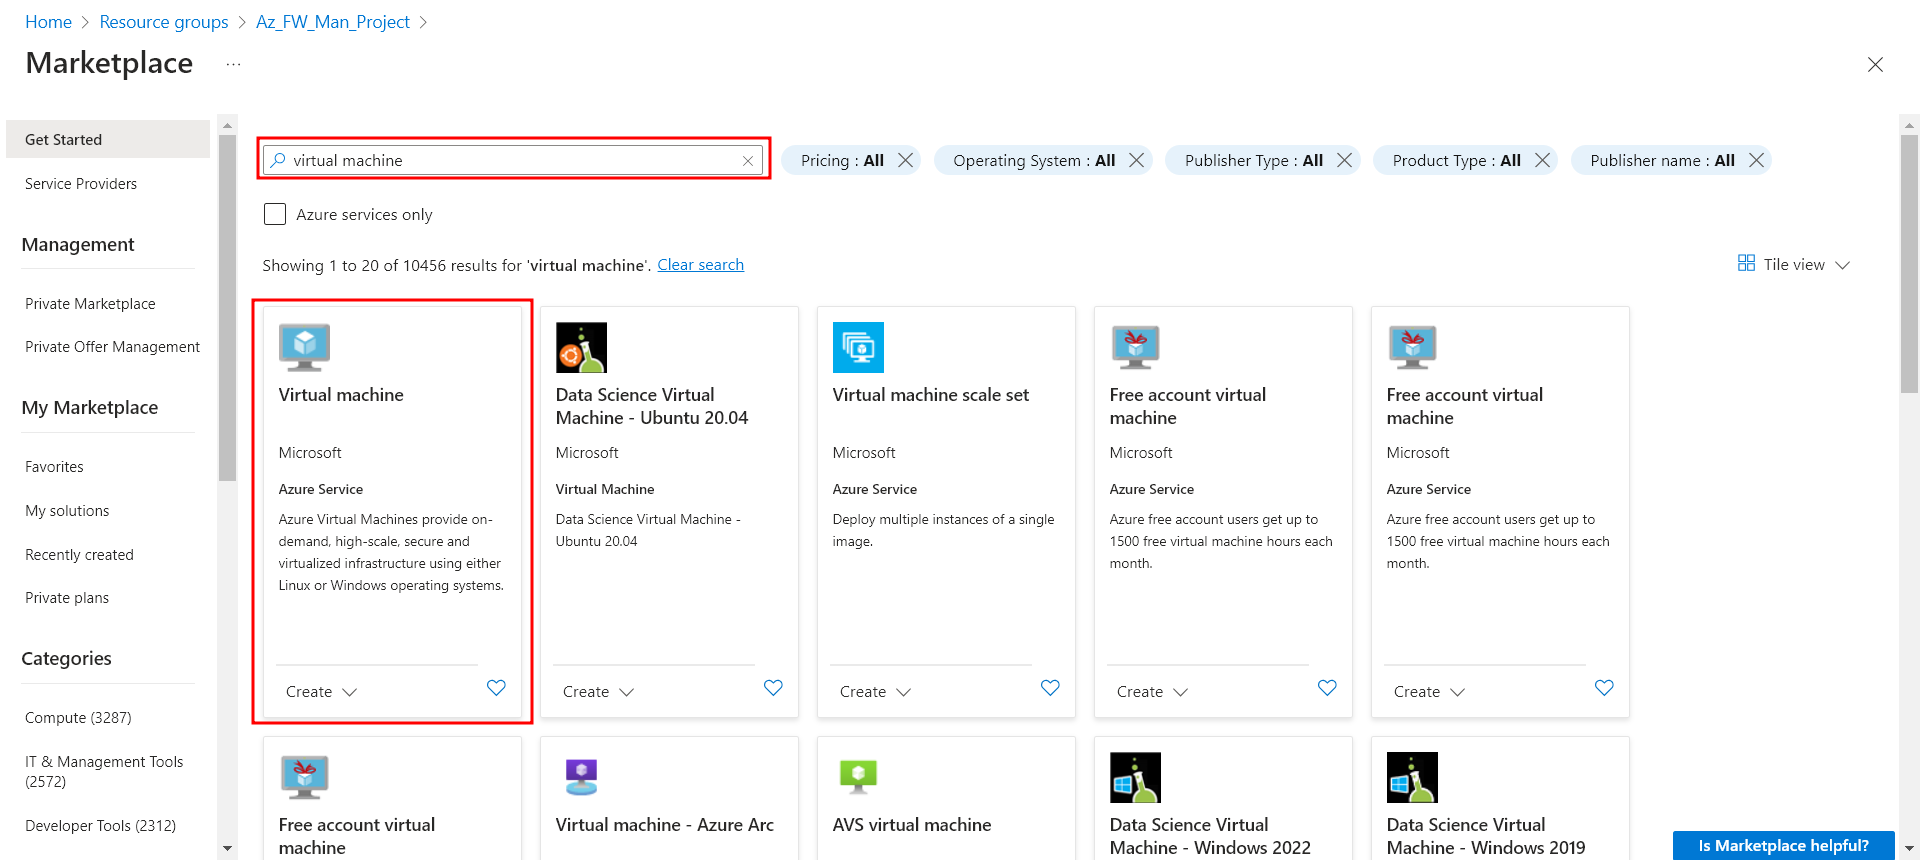 Home > Resource groups > Az_FW_Man_Project >
Marketplace ...
Get Started
Service Providers
Management
Private Marketplace
Private Offer Management
My Marketplace
Favorites
My solutions
Recently created
Private plans
Categories
Compute (3287)
IT & Management Tools
(2572)
Developer Tools (2312)
virtual machine
Pricing : All
Operating System : All
Publisher Type : All
Product Type : All
Publisher name : All
Azure services only
Showing 1 to 20 of 10456 results for 'virtual machine'. Clear search
Tile view
Virtual machine
Microsoft
Azure Service
Azure Virtual Machines provide on-
demand, high-scale, secure and
virtualized infrastructure using either
Linux or Windows operating systems.
Create
Data Science Virtual
Machine - Ubuntu 20.04
Microsoft
Virtual Machine
Data Science Virtual Machine -
Ubuntu 20.04
Create
Virtual machine scale set
Microsoft
Azure Service
Deploy multiple instances of a single
image.
Create
Free account virtual
machine
Microsoft
Azure Service
Azure free account users get up to
1500 free virtual machine hours each
month.
Create
Free account virtual
machine
Microsoft
Azure Service
Azure free account users get up to
1500 free virtual machine hours each
month.
Create
Free account virtual
machine
Virtual machine - Azure Arc
AVS virtual machine
Data Science Virtual
Machine - Windows 2022
Data Science Virtual
Machine - Windows 2019
Is Marketplace helpful?